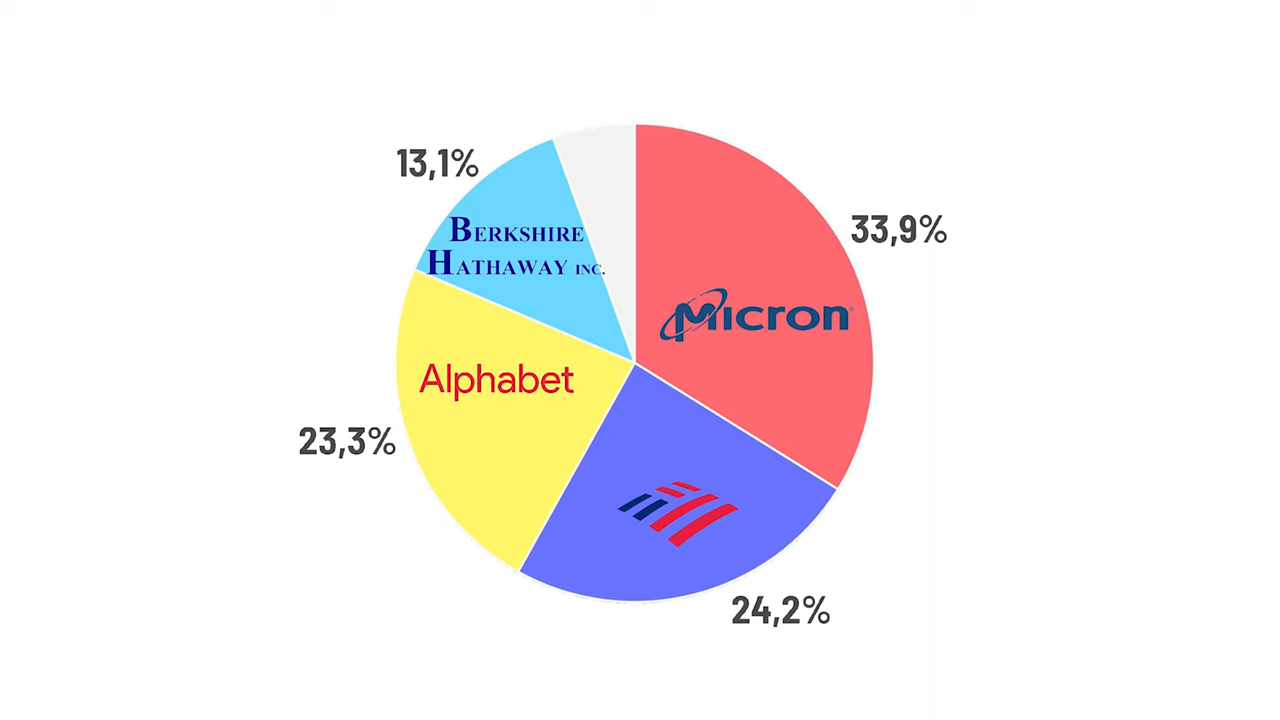 13,1%
BERKSHIRE
HATHAWAY INC.
33,9%
Micron
Alphabet
23,3%
24,2%